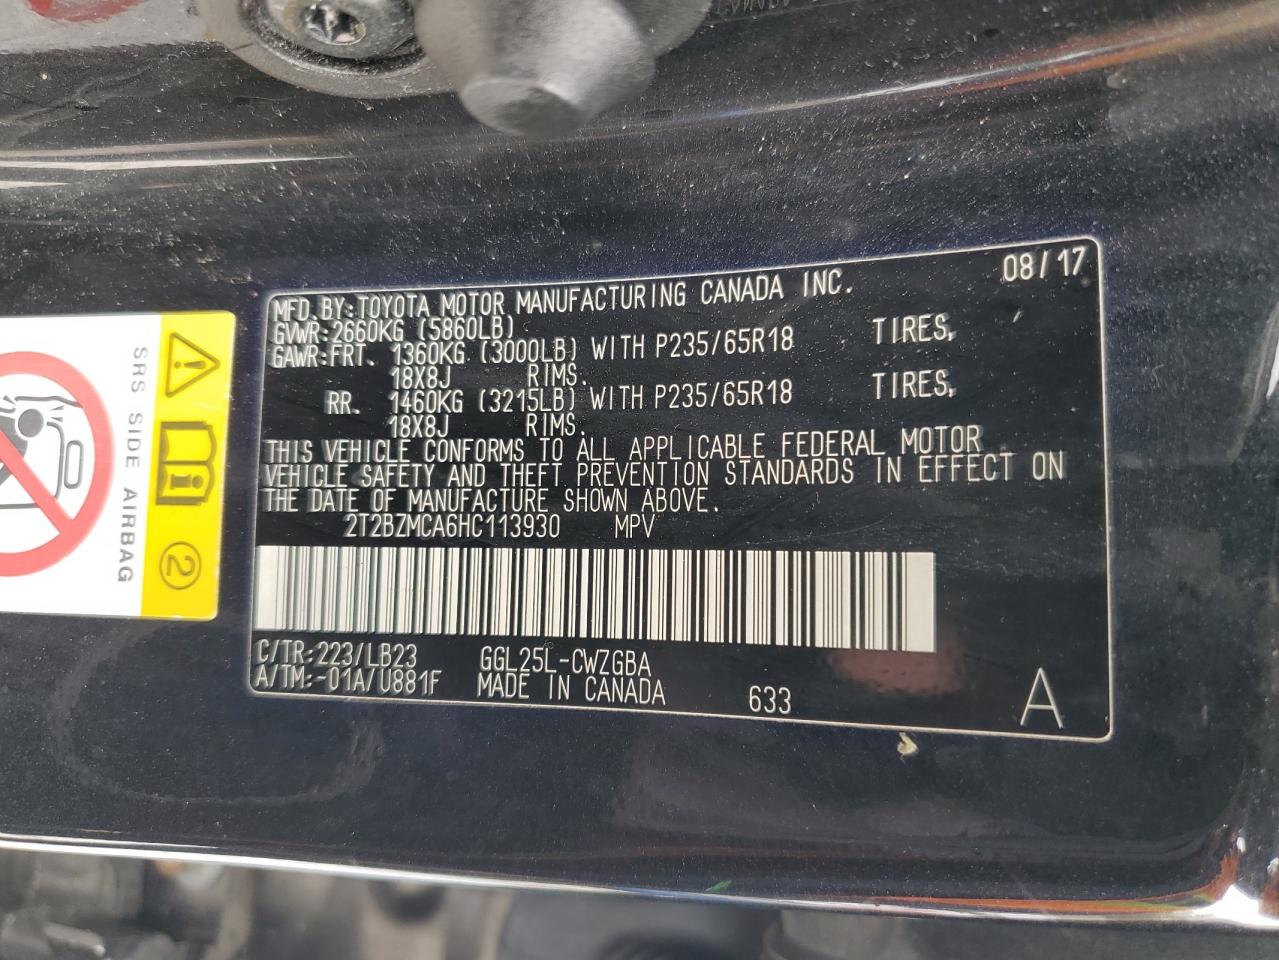 08/17
MFD.BY:TOYOTA MOTOR MANUFACTURING CANADA INC.
GVWR:2660KG (5860LB)
GAWR:FRT. 1360KG (3000LB) WITH P235/65R18 TIRES,
18X8J RIMS.
RR. 1460KG (3215LB) WITH P235/65R18 TIRES,
18X8J RIMS.
THIS VEHICLE CONFORMS TO ALL APPLICABLE FEDERAL MOTOR
VEHICLE SAFETY AND THEFT PREVENTION STANDARDS IN EFFECT ON
THE DATE OF MANUFACTURE SHOWN ABOVE.
2T2BZMCA6HC113930 MPV
C/TR:223/LB23 GGL25L-CWZGBA
A/TM:-01A/U881F MADE IN CANADA 633 A
SRS SIDE AIRBAG
2